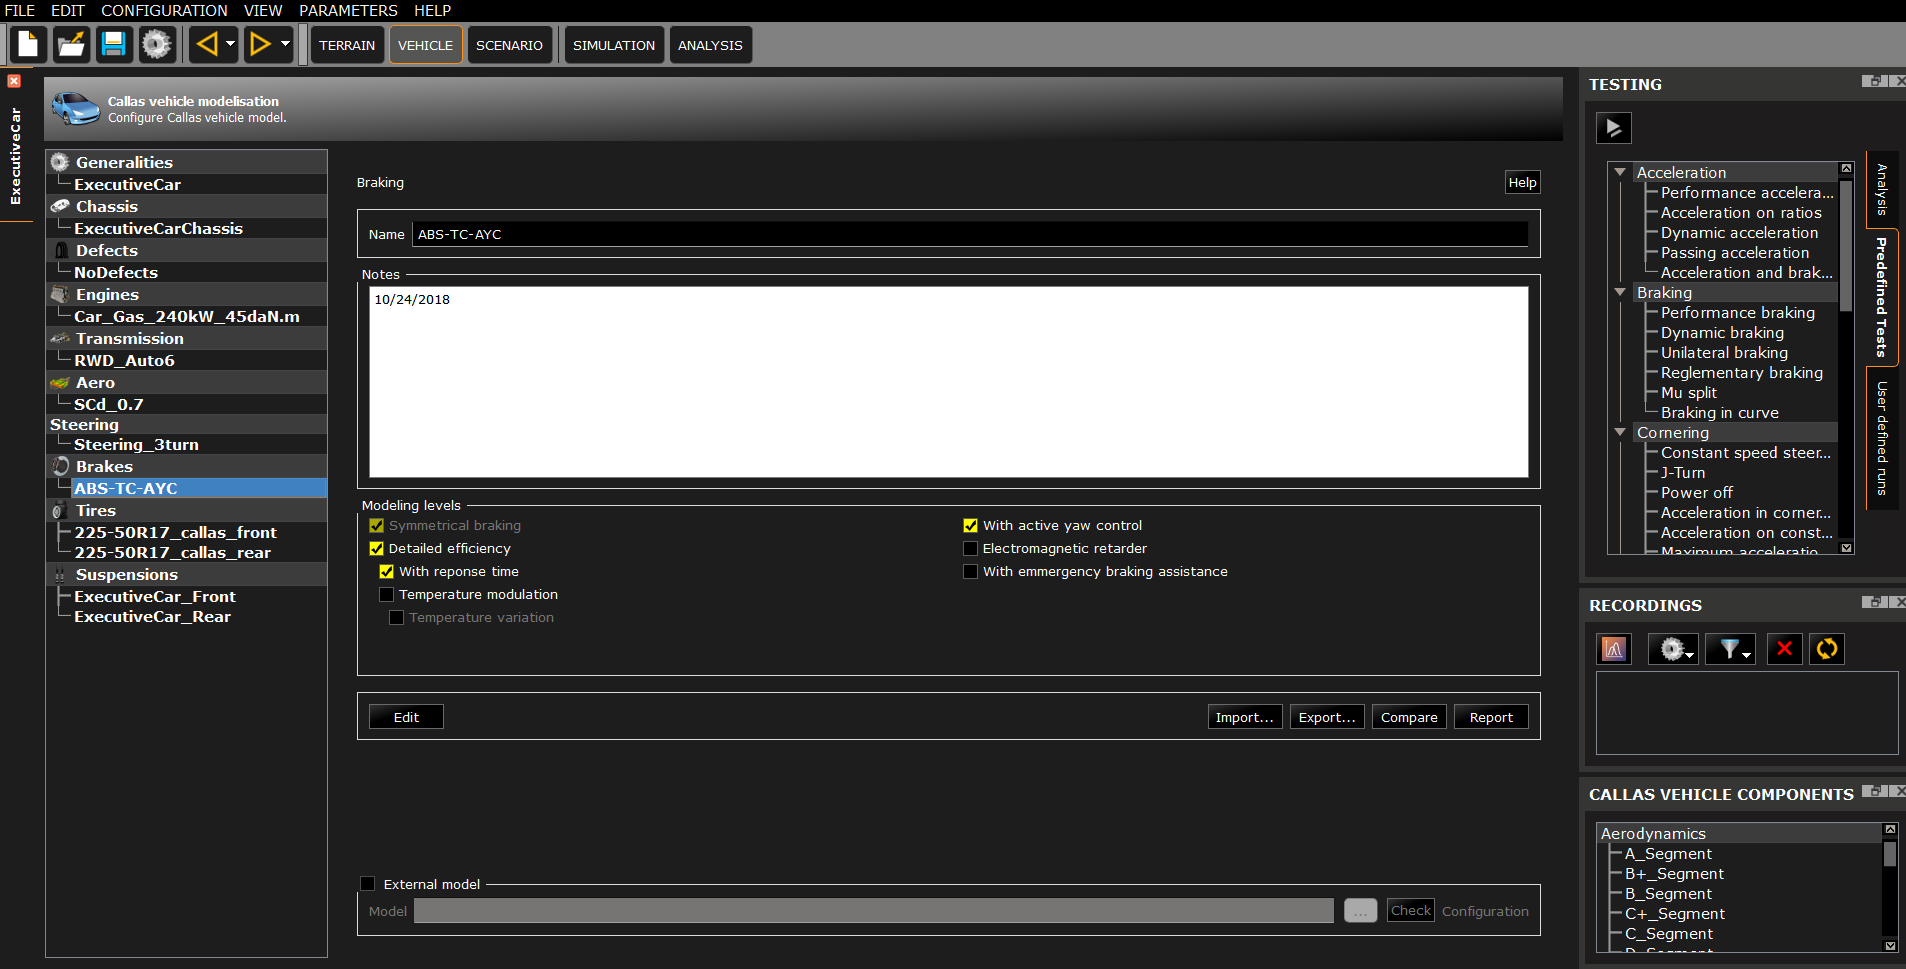 FILE EDIT CONFIGURATION VIEW PARAMETERS HELP
TERRAIN VEHICLE SCENARIO SIMULATION ANALYSIS
ExecutiveCar
Callas vehicle modelisation
Configure Callas vehicle model.
Generalities
ExecutiveCar
Chassis
ExecutiveCarChassis
Defects
NoDefects
Engines
Car_Gas_240kW_45daN.m
Transmission
RWD_Auto6
Aero
SCd_0.7
Steering
Steering_3turn
Brakes
ABS-TC-AYC
Tires
225-50R17_callas_front
225-50R17_callas_rear
Suspensions
ExecutiveCar_Front
ExecutiveCar_Rear
Braking
Help
Name ABS-TC-AYC
Notes
10/24/2018
Modeling levels
Symmetrical braking
Detailed efficiency
With reponse time
Temperature modulation
Temperature variation
With active yaw control
Electromagnetic retarder
With emmergency braking assistance
Edit Import... Export... Compare Report
External model
Model ... Check Configuration
TESTING
Acceleration
Performance accelera...
Acceleration on ratios
Dynamic acceleration
Passing acceleration
Acceleration and brak...
Braking
Performance braking
Dynamic braking
Unilateral braking
Reglementary braking
Mu split
Braking in curve
Cornering
Constant speed steer...
J-Turn
Power off
Acceleration in corner...
Acceleration on const...
Maximum acceleratio
Analysis
Predefined Tests
User defined runs
RECORDINGS
CALLAS VEHICLE COMPONENTS
Aerodynamics
A_Segment
B+_Segment
B_Segment
C+_Segment
C_Segment
D_Segment